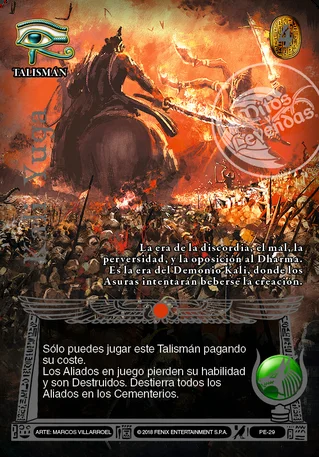 4
TALISMÁN
Mitos
y
Leyendas.
Kali Yuga
La era de la discordia, el mal, la
perversidad, y la oposición al Dharma.
Es la era del Demonio Kali, donde los
Asuras intentarán beberse la creación.
Sólo puedes jugar este Talismán pagando
su coste.
Los Aliados en juego pierden su habilidad
y son Destruidos. Destierra todos los
Aliados en los Cementerios.
ARTE: MARCOS VILLARROEL
© 2018 FENIX ENTERTAINMENT S.P.A.
PE-29